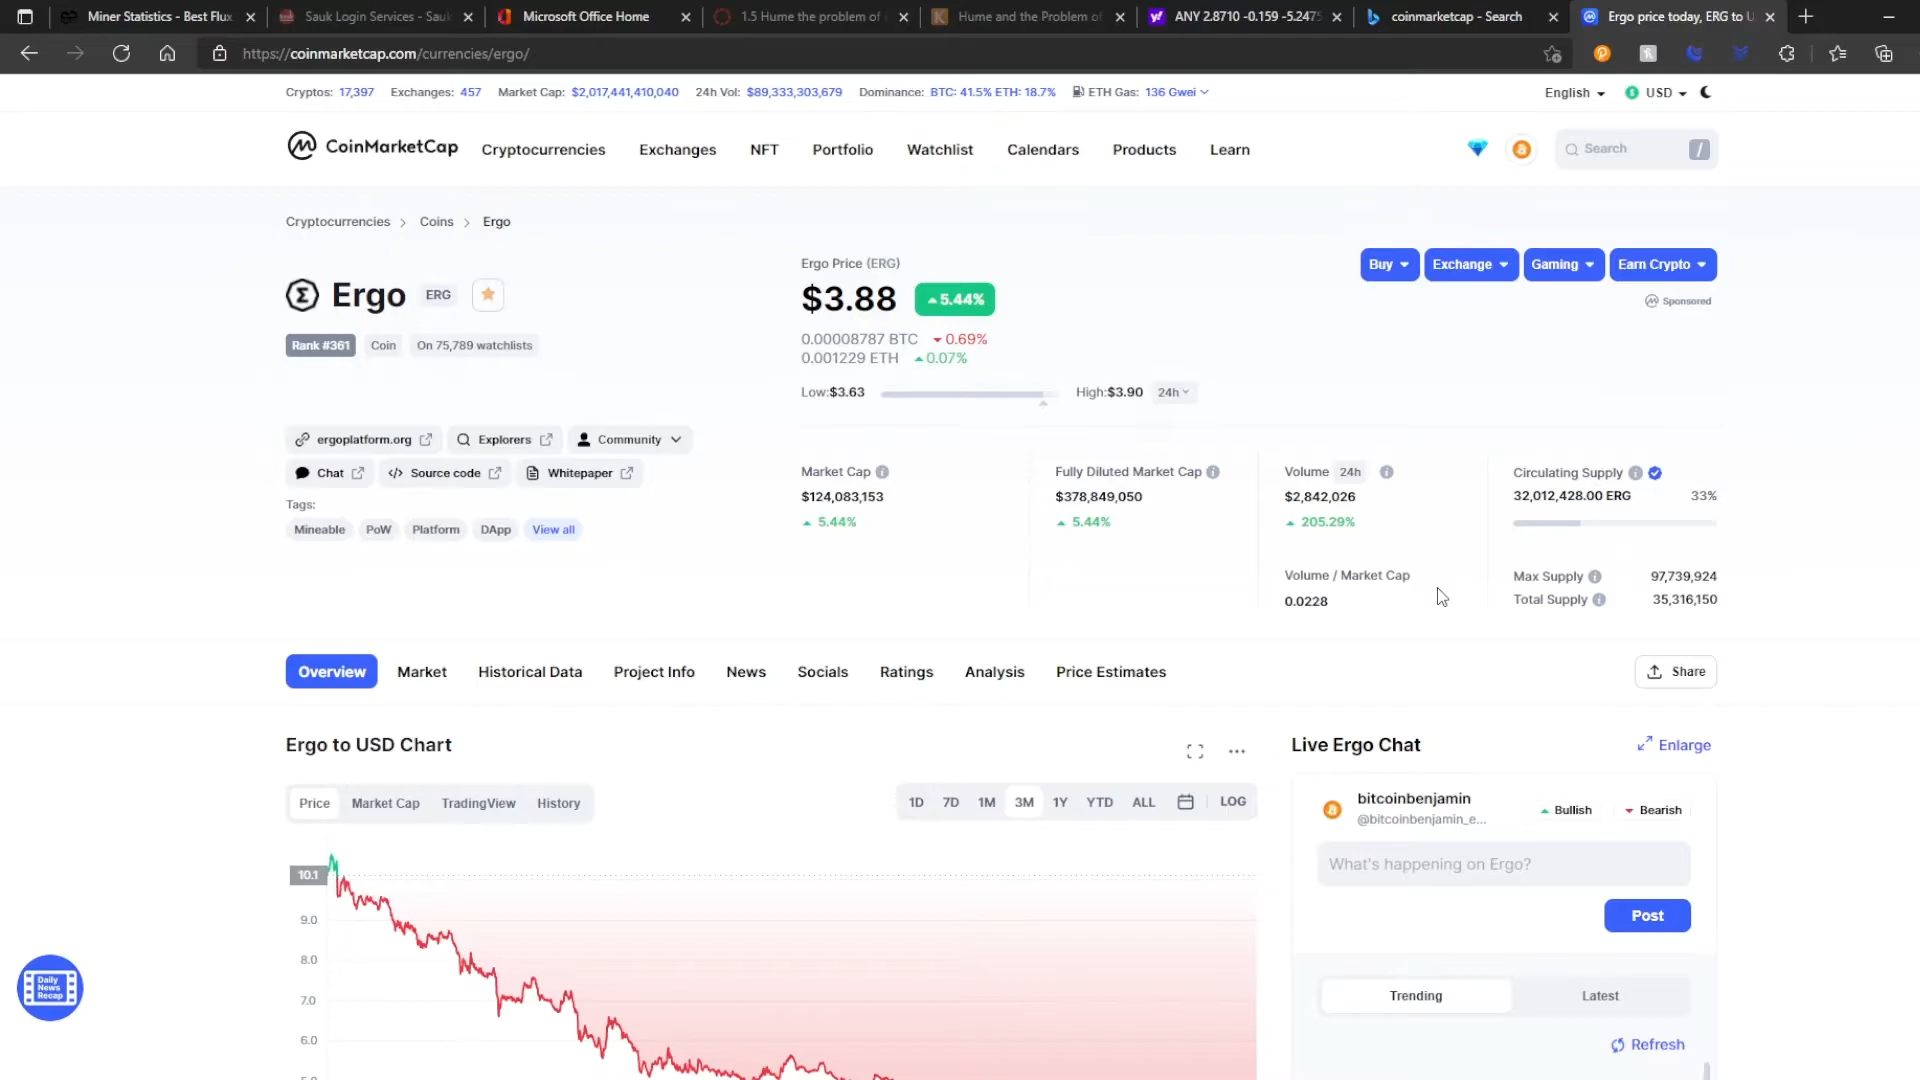 Miner Statistics - Best Flux
Sauk Login Services - Sauk
Microsoft Office Home
1.5 Hume the problem of i
Hume and the Problem of
ANY 2.8710 -0.159 -5.2475
coinmarketcap - Search
Ergo price today, ERG to U
https://coinmarketcap.com/currencies/ergo/
Cryptos: 17,397 Exchanges: 457 Market Cap: $2,017,441,410,040 24h Vol: $89,333,303,679 Dominance: BTC: 41.5% ETH: 18.7% ETH Gas: 136 Gwei
English USD
CoinMarketCap Cryptocurrencies Exchanges NFT Portfolio Watchlist Calendars Products Learn
Search /
Cryptocurrencies > Coins > Ergo
Ergo ERG
Rank #361 Coin On 75,789 watchlists
ergoplatform.org Explorers Community
Chat Source code Whitepaper
Tags:
Mineable PoW Platform DApp View all
Ergo Price (ERG)
$3.88 5.44%
0.00008787 BTC 0.69%
0.001229 ETH 0.07%
Low:$3.63 High:$3.90 24h
Buy Exchange Gaming Earn Crypto
Sponsored
Market Cap
$124,083,153
5.44%
Fully Diluted Market Cap
$378,849,050
5.44%
Volume 24h
$2,842,026
205.29%
Volume / Market Cap
0.0228
Circulating Supply
32,012,428.00 ERG 33%
Max Supply 97,739,924
Total Supply 35,316,150
Overview Market Historical Data Project Info News Socials Ratings Analysis Price Estimates
Share
Ergo to USD Chart
Price Market Cap TradingView History
1D 7D 1M 3M 1Y YTD ALL LOG
10.1
9.0
8.0
7.0
6.0
5.0
Daily
News
Recap
Live Ergo Chat
Enlarge
bitcoinbenjamin
@bitcoinbenjamin_e...
Bullish Bearish
What's happening on Ergo?
Post
Trending Latest
Refresh